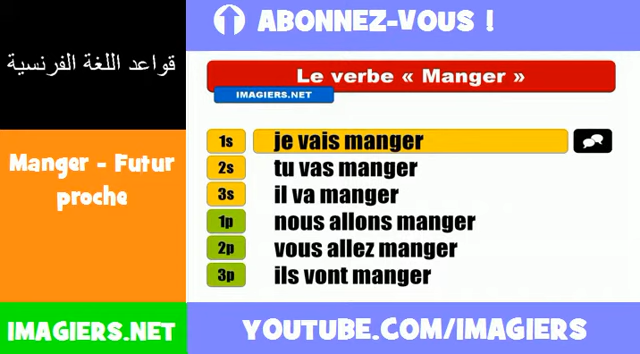 قواعد اللغة الفرنسية
Manger - Futur
proche
IMAGIERS.NET
ABONNEZ-VOUS !
Le verbe « Manger »
IMAGIERS.NET
1s je vais manger
2s tu vas manger
3s il va manger
1p nous allons manger
2p vous allez manger
3p ils vont manger
YOUTUBE.COM/IMAGIERS